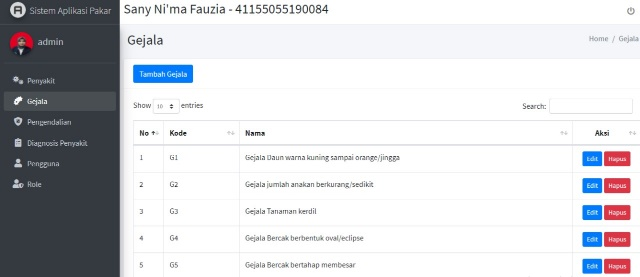 Sistem Aplikasi Pakar
Sany Ni'ma Fauzia - 41155055190084
admin
Penyakit
Gejala
Pengendalian
Diagnosis Penyakit
Pengguna
Role
Gejala
Home / Gejala
Tambah Gejala
Show 10 entries
Search:
No Kode Nama Aksi
1 G1 Gejala Daun warna kuning sampai orange/jingga Edit Hapus
2 G2 Gejala jumlah anakan berkurang/sedikit Edit Hapus
3 G3 Gejala Tanaman kerdil Edit Hapus
4 G4 Gejala Bercak berbentuk oval/eclipse Edit Hapus
5 G5 Gejala Bercak bertahap membesar Edit Hapus